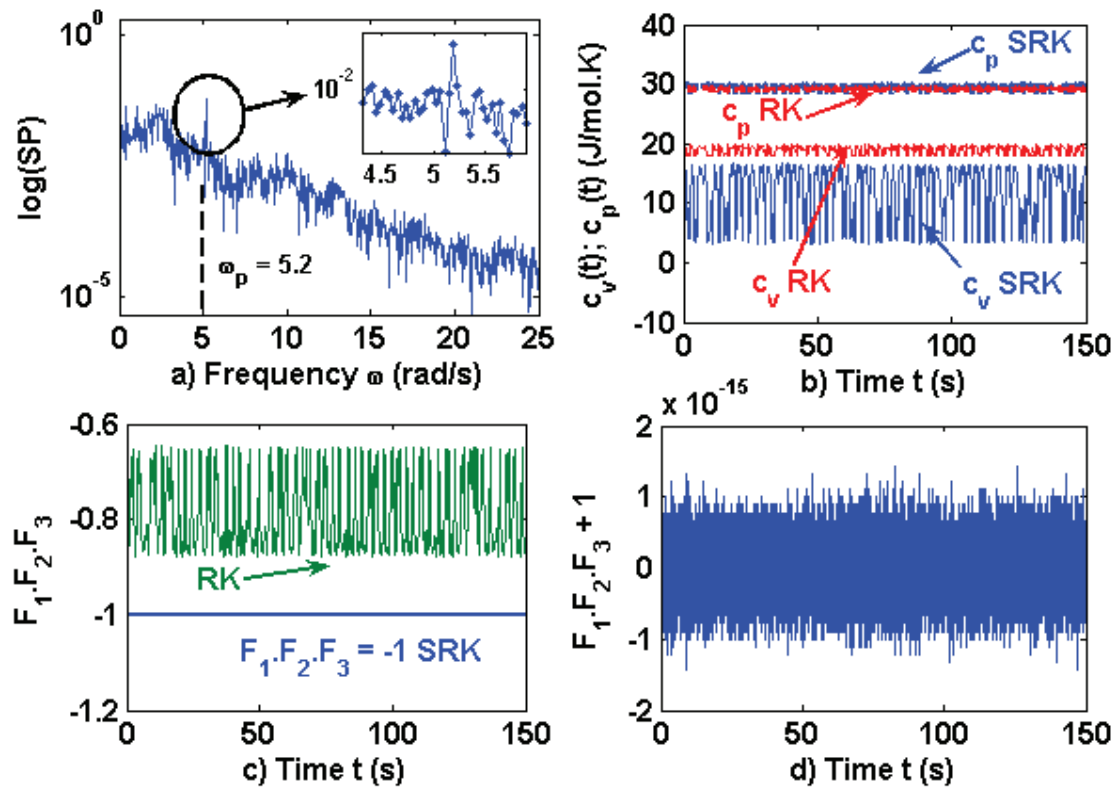 10^0
log(SP)
10^-5
10^-2
4.5 5 5.5
ω_p = 5.2
0 5 10 15 20 25
a) Frequency ω (rad/s)
c_v(t); c_p(t) (J/mol.K)
40
30
20
10
0
-10
c_p SRK
c_p RK
c_v RK
c_v SRK
0 50 100 150
b) Time t (s)
F_1.F_2.F_3
-0.6
-0.8
-1
-1.2
RK
F_1.F_2.F_3 = -1 SRK
0 50 100 150
c) Time t (s)
x 10^-15
F_1.F_2.F_3 + 1
2
1
0
-1
-2
0 50 100 150
d) Time t (s)